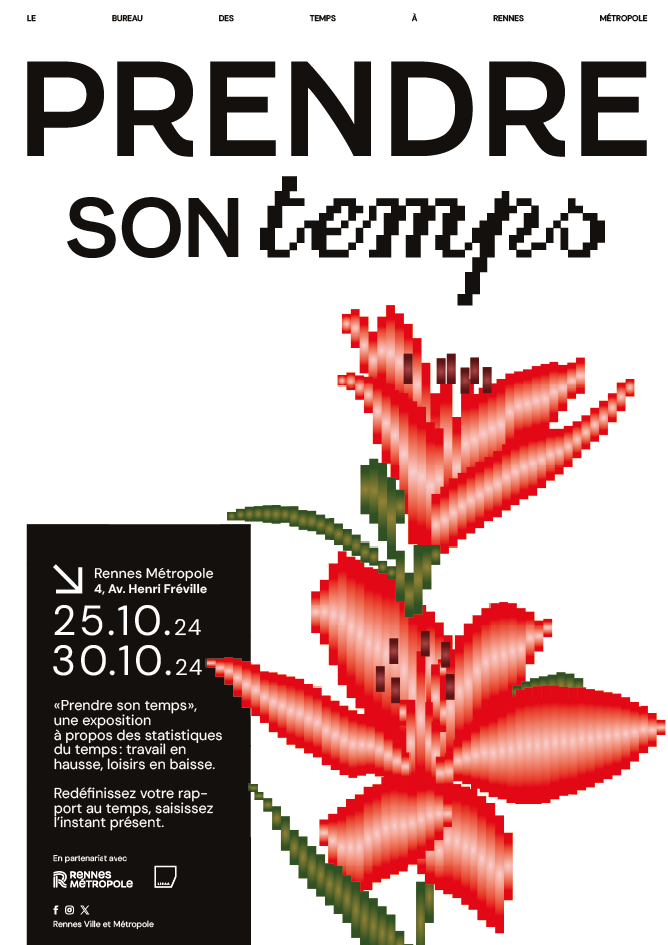 LE BUREAU DES TEMPS À RENNES MÉTROPOLE
PRENDRE
SON temps
Rennes Métropole
4, Av. Henri Fréville
25.10.24
30.10.24
«Prendre son temps»,
une exposition
à propos des statistiques
du temps : travail en
hausse, loisirs en baisse.
Redéfinissez votre rap-
port au temps, saisissez
l'instant présent.
En partenariat avec
RENNES
MÉTROPOLE
Rennes Ville et Métropole